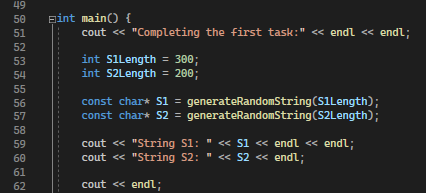 49
50 int main() {
51 cout << "Completing the first task:" << endl << endl;
52
53 int S1Length = 300;
54 int S2Length = 200;
55
56 const char* S1 = generateRandomString(S1Length);
57 const char* S2 = generateRandomString(S2Length);
58
59 cout << "String S1: " << S1 << endl << endl;
60 cout << "String S2: " << S2 << endl;
61
62 cout << endl;